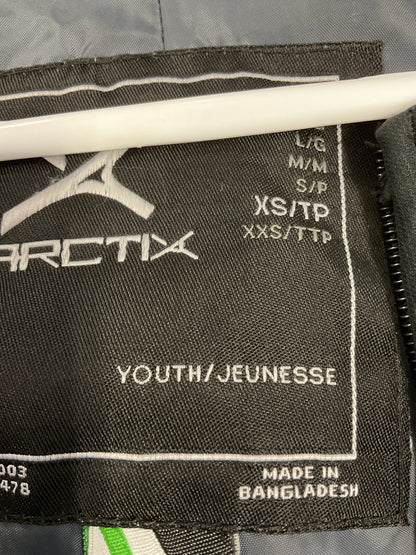 L/G
M/M
S/P
XS/TP
XXS/TTP
ARCTIX
YOUTH/JEUNESSE
003
478
MADE IN
BANGLADESH